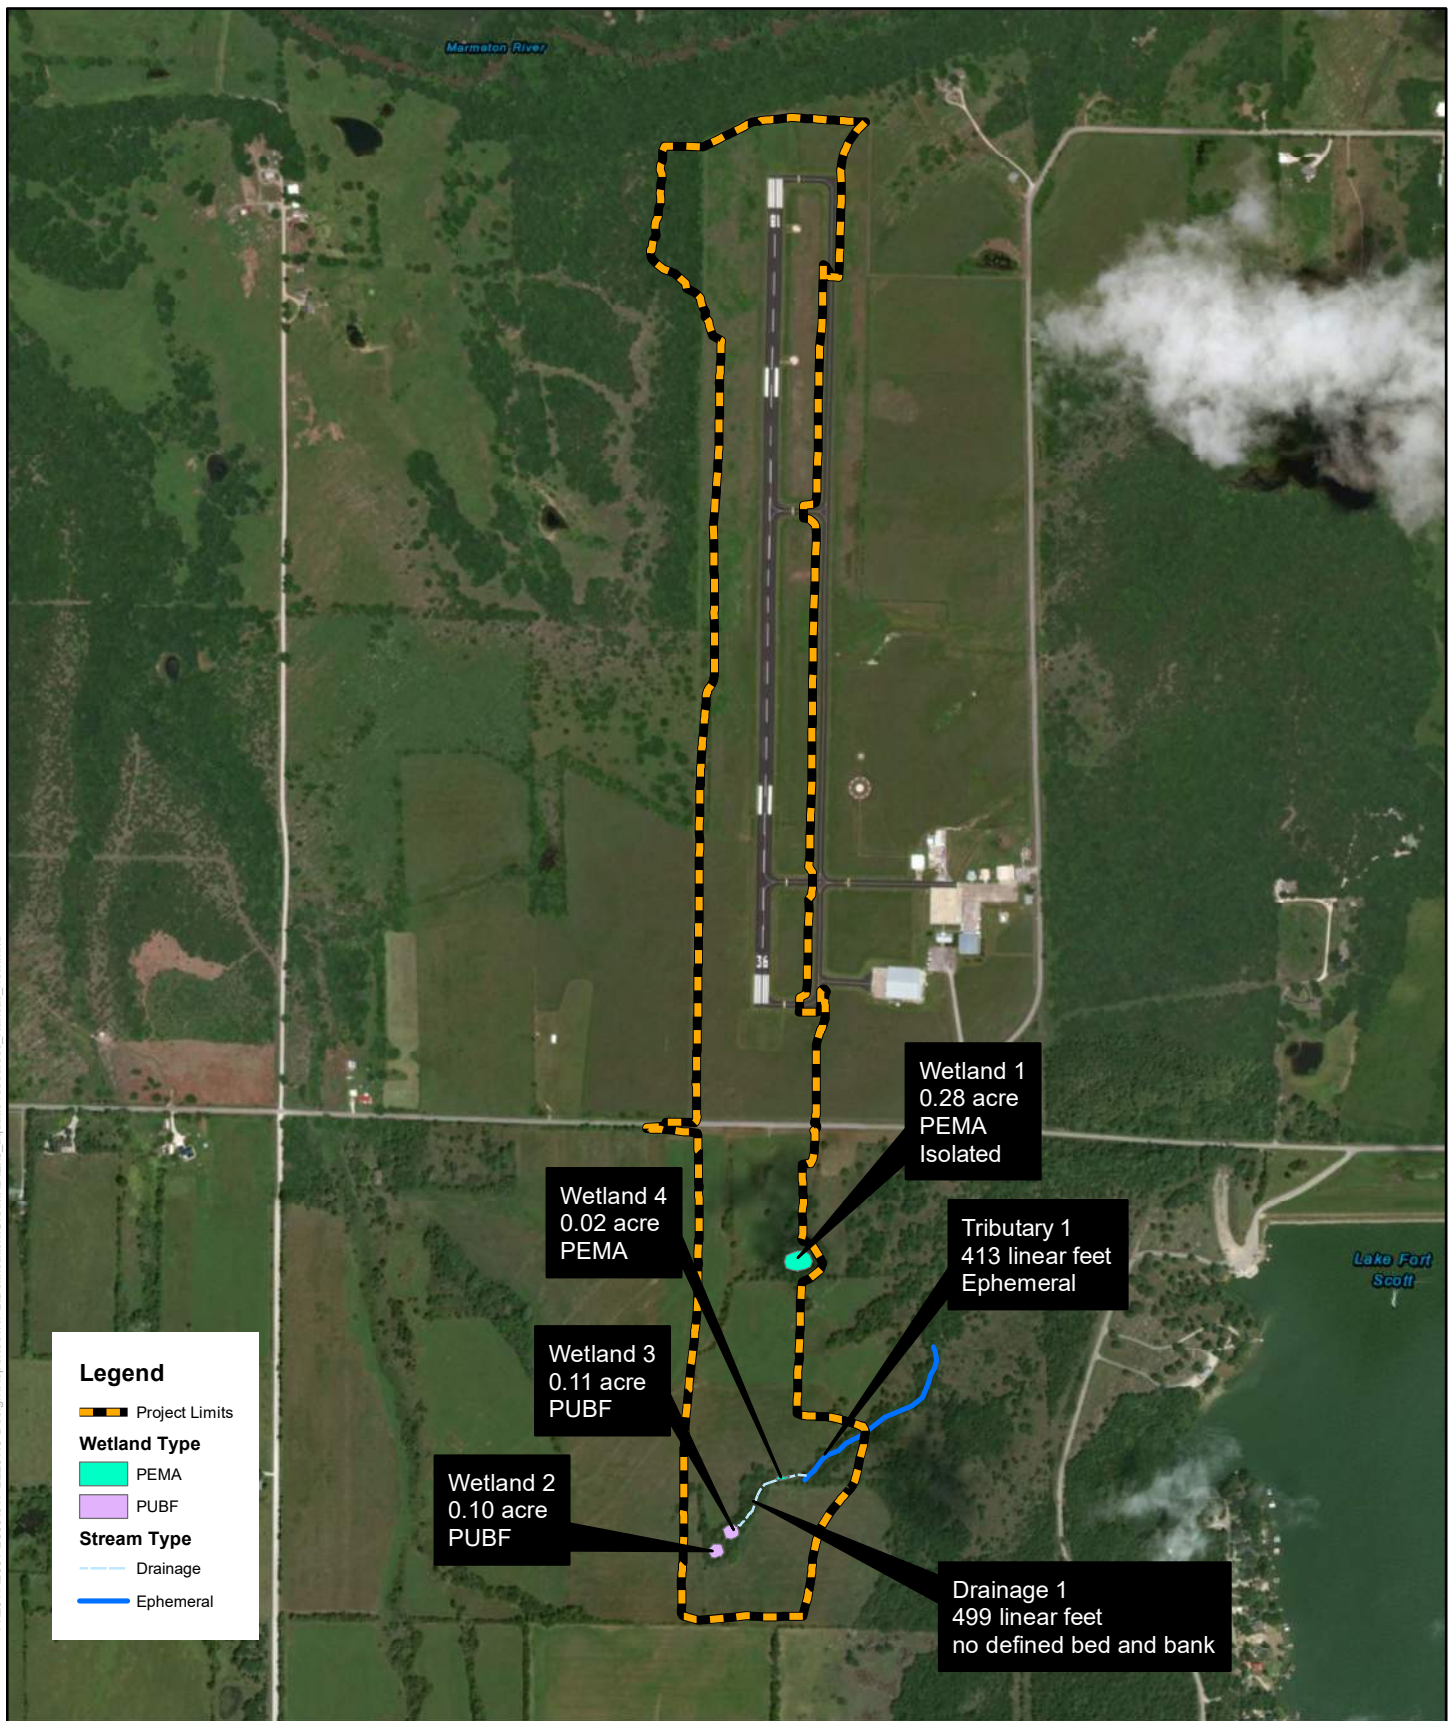 Marmaton River
36
Wetland 1
0.28 acre
PEMA
Isolated
Wetland 4
0.02 acre
PEMA
Tributary 1
413 linear feet
Ephemeral
Lake Fort
Scott
Wetland 3
0.11 acre
PUBF
Wetland 2
0.10 acre
PUBF
Drainage 1
499 linear feet
no defined bed and bank
Legend
Project Limits
Wetland Type
PEMA
PUBF
Stream Type
Drainage
Ephemeral